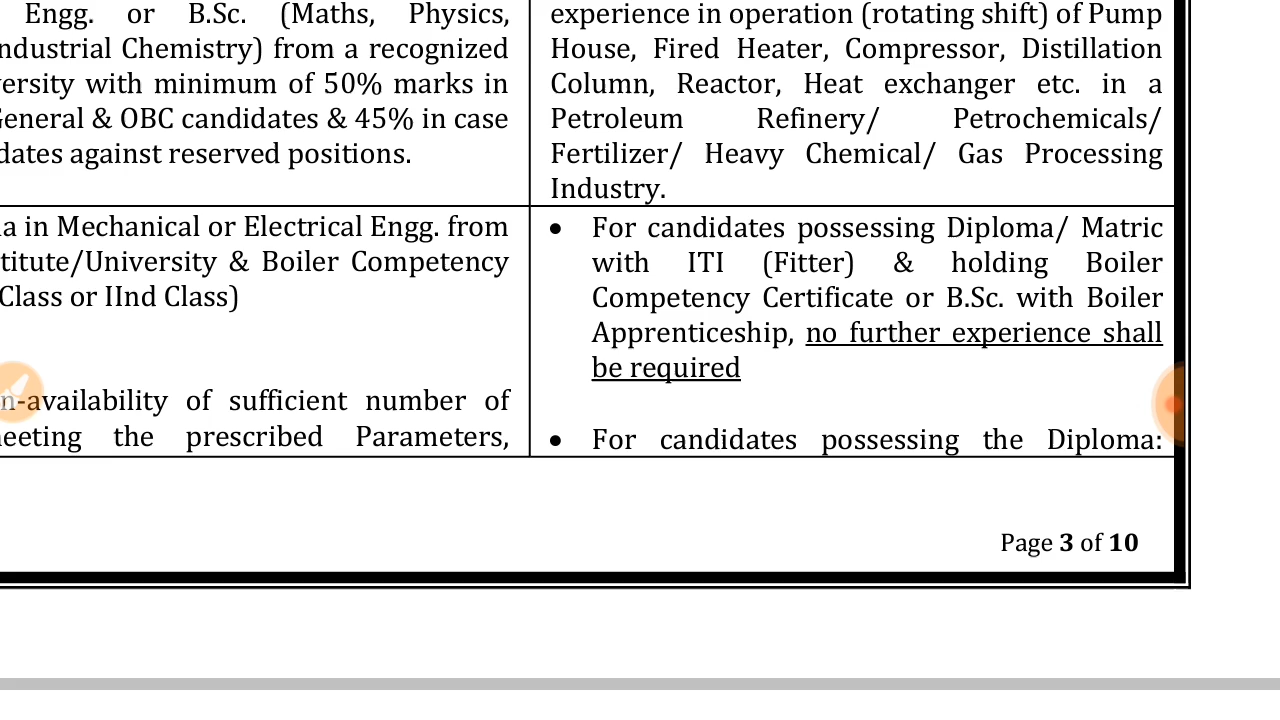 Engg. or B.Sc. (Maths, Physics,
ndustrial Chemistry) from a recognized
ersity with minimum of 50% marks in
General & OBC candidates & 45% in case
dates against reserved positions.
experience in operation (rotating shift) of Pump
House, Fired Heater, Compressor, Distillation
Column, Reactor, Heat exchanger etc. in a
Petroleum Refinery/ Petrochemicals/
Fertilizer/ Heavy Chemical/ Gas Processing
Industry.
a in Mechanical or Electrical Engg. from
titute/University & Boiler Competency
Class or IInd Class)
n-availability of sufficient number of
eeting the prescribed Parameters,
• For candidates possessing Diploma/ Matric
with ITI (Fitter) & holding Boiler
Competency Certificate or B.Sc. with Boiler
Apprenticeship, no further experience shall
be required
• For candidates possessing the Diploma:
Page 3 of 10